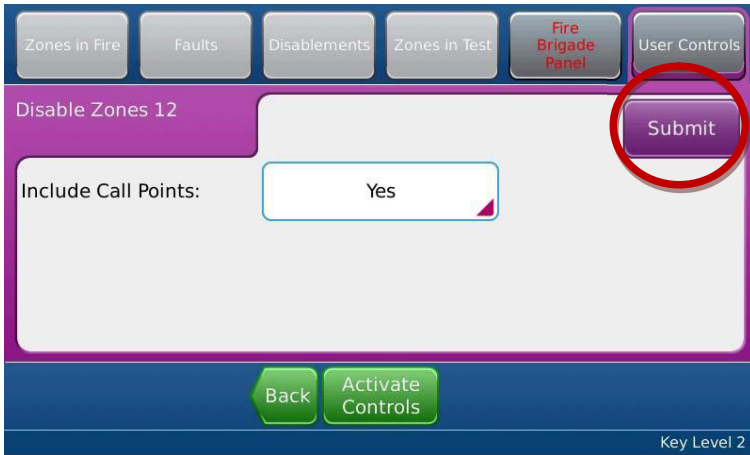 Zones in Fire
Faults
Disablements
Zones in Test
Fire
Brigade
Panel
User Controls
Disable Zones 12
Submit
Include Call Points:
Yes
Back
Activate
Controls
Key Level 2